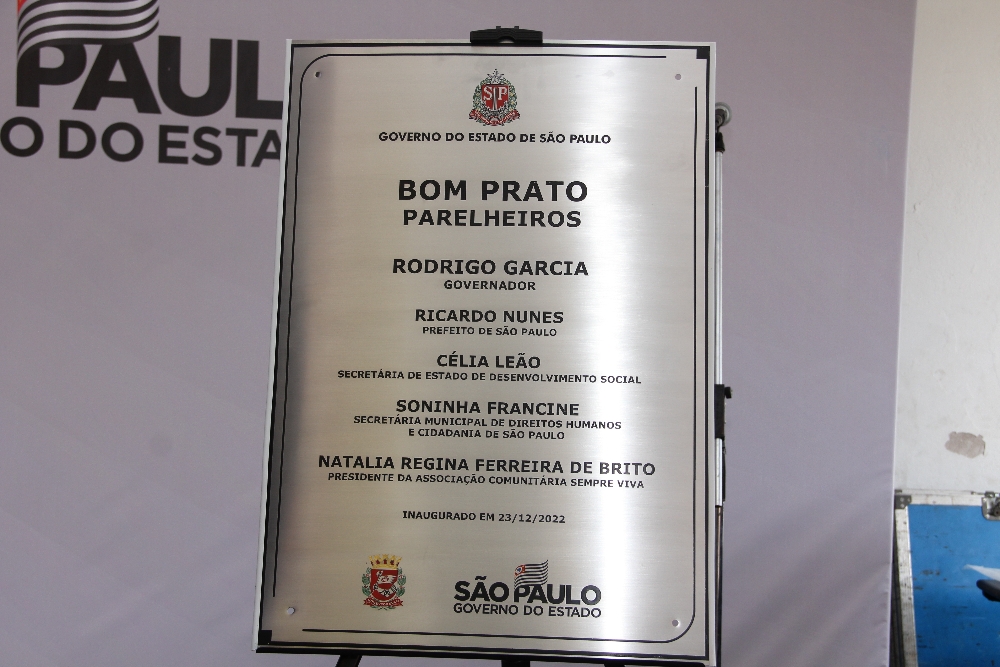 PAUL
O DO ESTA
SP
GOVERNO DO ESTADO DE SÃO PAULO
BOM PRATO
PARELHEIROS
RODRIGO GARCIA
GOVERNADOR
RICARDO NUNES
PREFEITO DE SÃO PAULO
CÉLIA LEÃO
SECRETÁRIA DE ESTADO DE DESENVOLVIMENTO SOCIAL
SONINHA FRANCINE
SECRETÁRIA MUNICIPAL DE DIREITOS HUMANOS
E CIDADANIA DE SÃO PAULO
NATALIA REGINA FERREIRA DE BRITO
PRESIDENTE DA ASSOCIAÇÃO COMUNITÁRIA SEMPRE VIVA
INAUGURADO EM 23/12/2022
SÃO PAULO
GOVERNO DO ESTADO